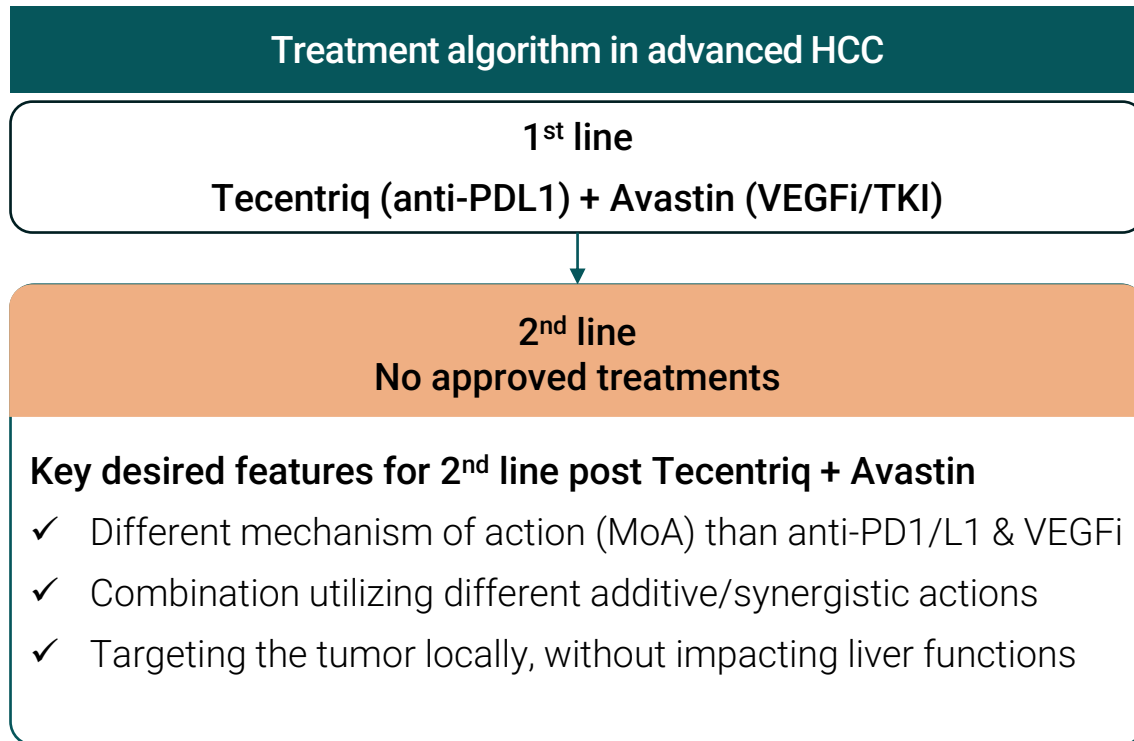 Treatment algorithm in advanced HCC
1st line
Tecentriq (anti-PDL1) + Avastin (VEGFi/TKI)
2nd line
No approved treatments
Key desired features for 2nd line post Tecentriq + Avastin
✓ Different mechanism of action (MoA) than anti-PD1/L1 & VEGFi
✓ Combination utilizing different additive/synergistic actions
✓ Targeting the tumor locally, without impacting liver functions